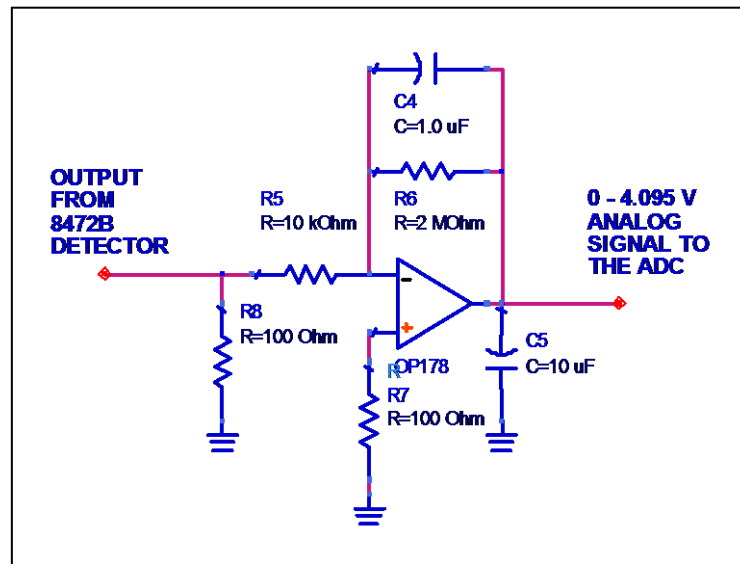 C4
C=1.0 uF
OUTPUT
FROM
8472B
DETECTOR
R5
R=10 kOhm
R6
R=2 MOhm
0 - 4.095 V
ANALOG
SIGNAL TO
THE ADC
-
+
R8
R=100 Ohm
OP178
R
R7
R=100 Ohm
C5
C=10 uF